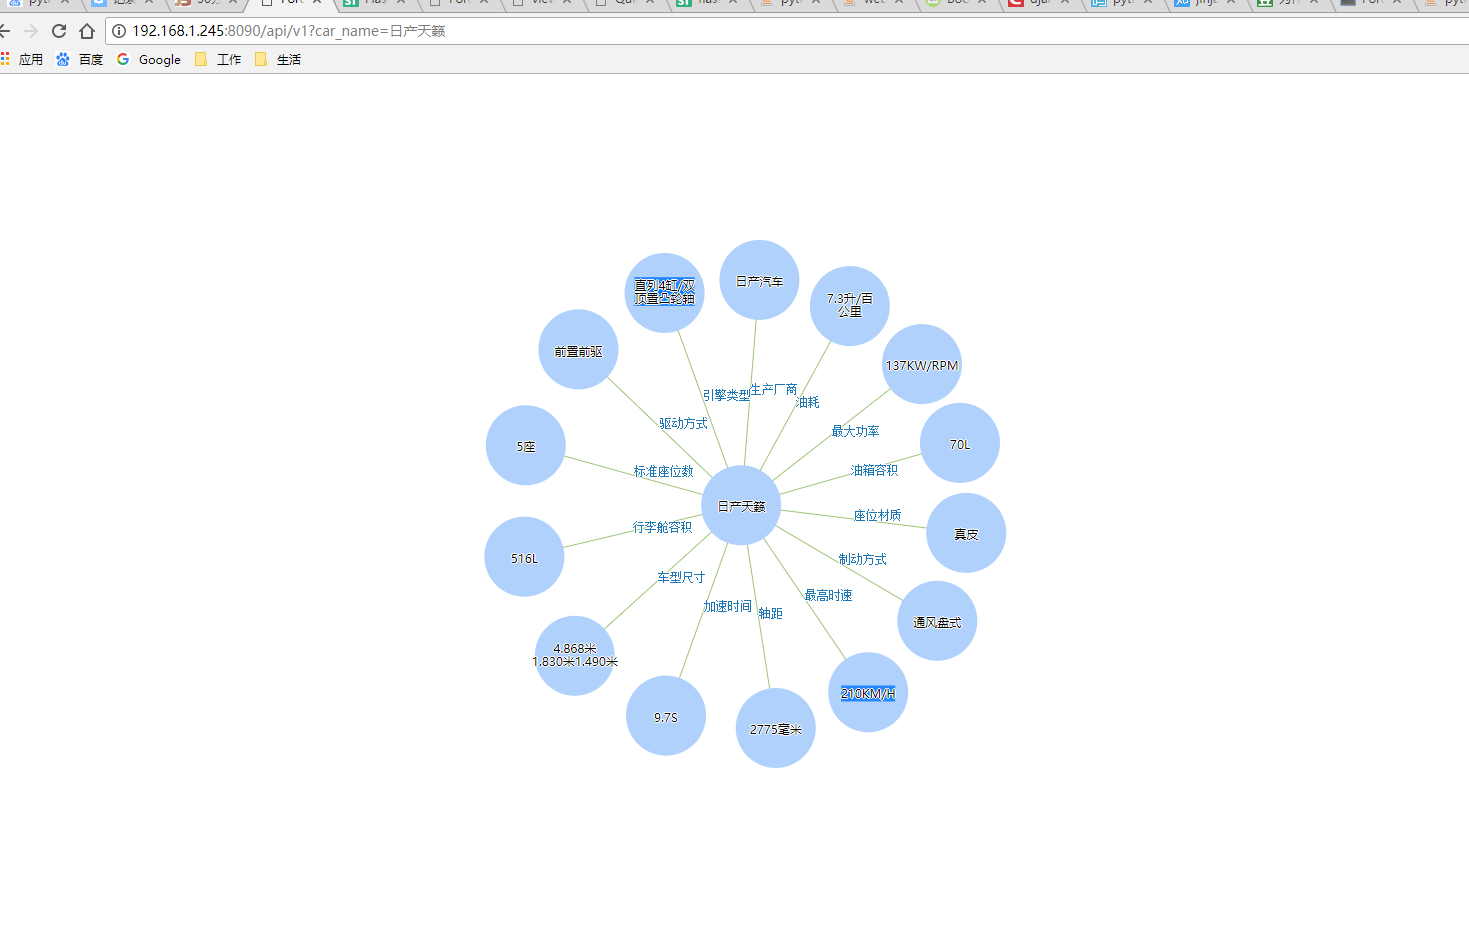 192.168.1.245:8090/api/v1?car_name=日产天籁
应用 百度 Google 工作 生活
直列4缸/双
顶置凸轮轴
日产汽车
7.3升/百
公里
前置前驱
137KW/RPM
引擎类型
生产厂商
油耗
驱动方式
最大功率
5座
70L
标准座位数
油箱容积
日产天籁
座位材质
行李舱容积
真皮
516L
制动方式
车型尺寸
最高时速
加速时间
轴距
通风盘式
4.868米
1.830米1.490米
210KM/H
9.7S
2775毫米